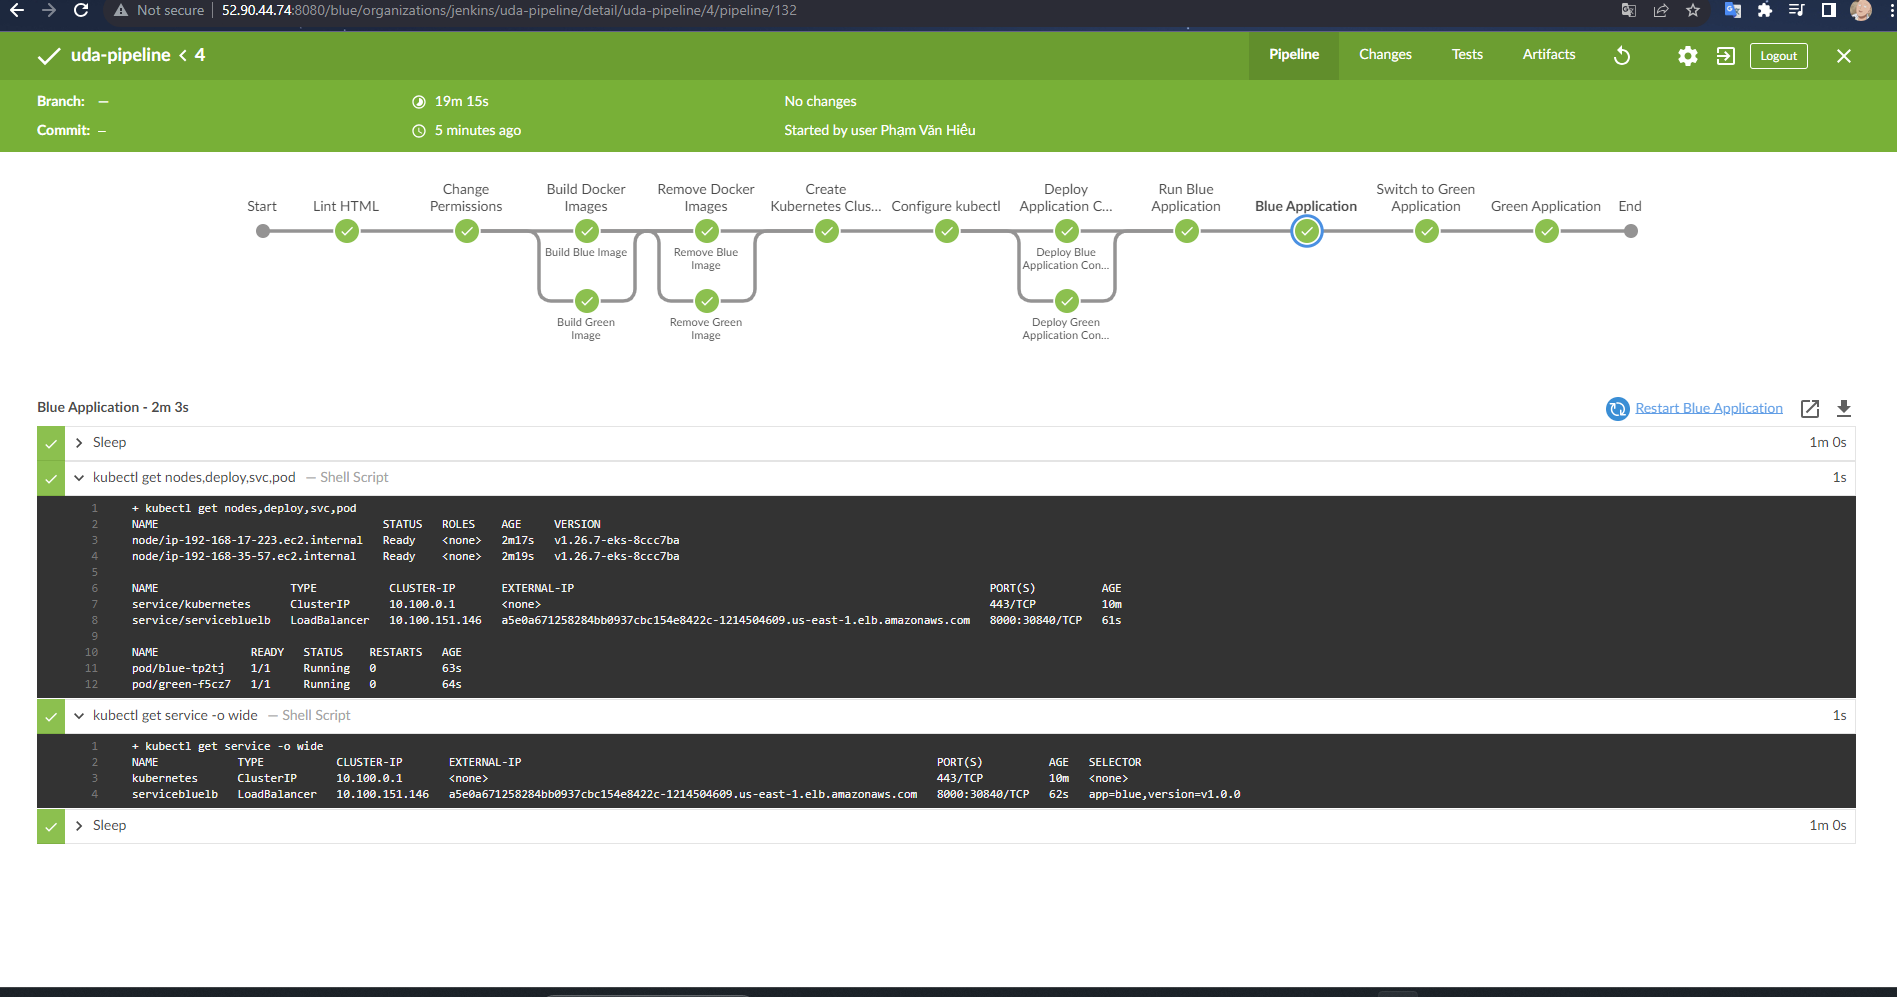 Not secure | 52.90.44.74:8080/blue/organizations/jenkins/uda-pipeline/detail/uda-pipeline/4/pipeline/132
uda-pipeline < 4
Pipeline Changes Tests Artifacts Logout
Branch: — 19m 15s No changes
Commit: — 5 minutes ago Started by user Phạm Văn Hiếu
Start
Lint HTML
Change
Permissions
Build Docker
Images
Remove Docker
Images
Create
Kubernetes Clus...
Configure kubectl
Deploy
Application C...
Run Blue
Application
Blue Application
Switch to Green
Application
Green Application
End
Build Blue Image
Remove Blue
Image
Deploy Blue
Application Con...
Build Green
Image
Remove Green
Image
Deploy Green
Application Con...
Blue Application - 2m 3s
Restart Blue Application
Sleep 1m 0s
kubectl get nodes,deploy,svc,pod — Shell Script 1s
1 + kubectl get nodes,deploy,svc,pod
2 NAME STATUS ROLES AGE VERSION
3 node/ip-192-168-17-223.ec2.internal Ready <none> 2m17s v1.26.7-eks-8ccc7ba
4 node/ip-192-168-35-57.ec2.internal Ready <none> 2m19s v1.26.7-eks-8ccc7ba
5
6 NAME TYPE CLUSTER-IP EXTERNAL-IP PORT(S) AGE
7 service/kubernetes ClusterIP 10.100.0.1 <none> 443/TCP 10m
8 service/servicebluelb LoadBalancer 10.100.151.146 a5e0a671258284bb0937cbc154e8422c-1214504609.us-east-1.elb.amazonaws.com 8000:30840/TCP 61s
9
10 NAME READY STATUS RESTARTS AGE
11 pod/blue-tp2tj 1/1 Running 0 63s
12 pod/green-f5cz7 1/1 Running 0 64s
kubectl get service -o wide — Shell Script 1s
1 + kubectl get service -o wide
2 NAME TYPE CLUSTER-IP EXTERNAL-IP PORT(S) AGE SELECTOR
3 kubernetes ClusterIP 10.100.0.1 <none> 443/TCP 10m <none>
4 servicebluelb LoadBalancer 10.100.151.146 a5e0a671258284bb0937cbc154e8422c-1214504609.us-east-1.elb.amazonaws.com 8000:30840/TCP 62s app=blue,version=v1.0.0
Sleep 1m 0s